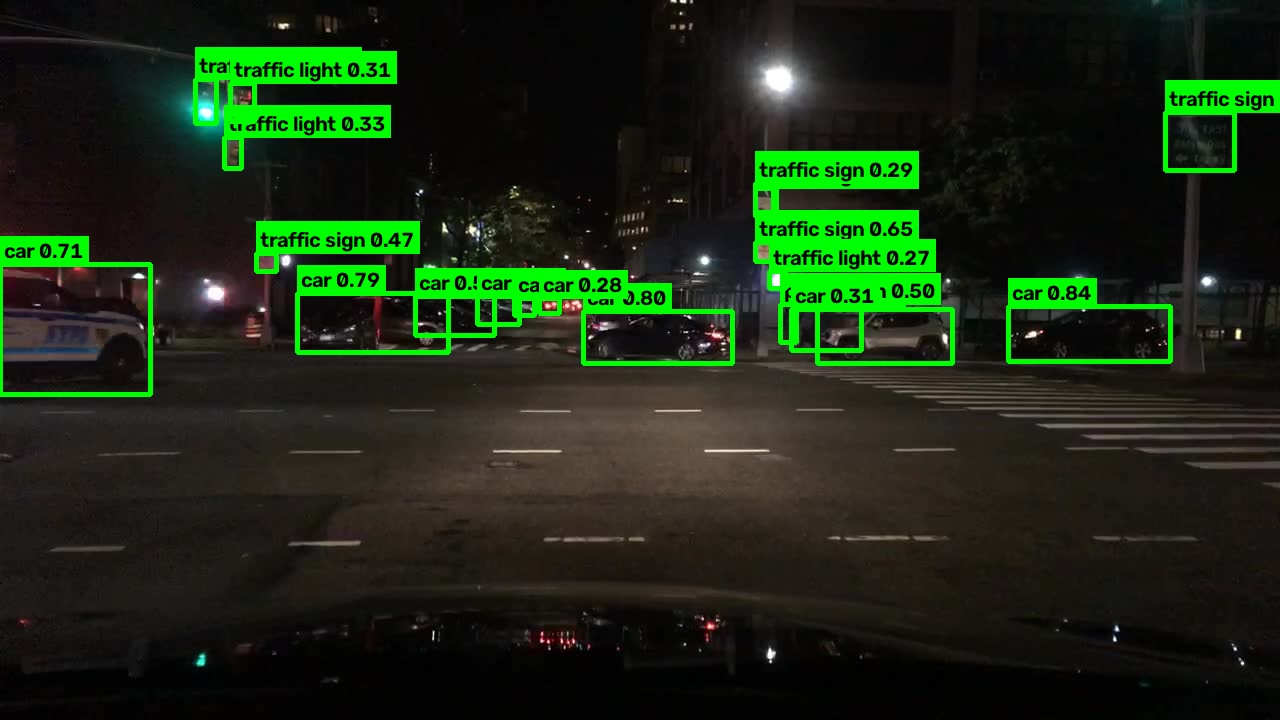 traffic light 0.31
traffic light 0.33
traffic sign
traffic sign 0.29
traffic sign 0.65
traffic sign 0.47
traffic light 0.27
car 0.71
car 0.79
car 0.28
0.80
0.50
car 0.31
car 0.84